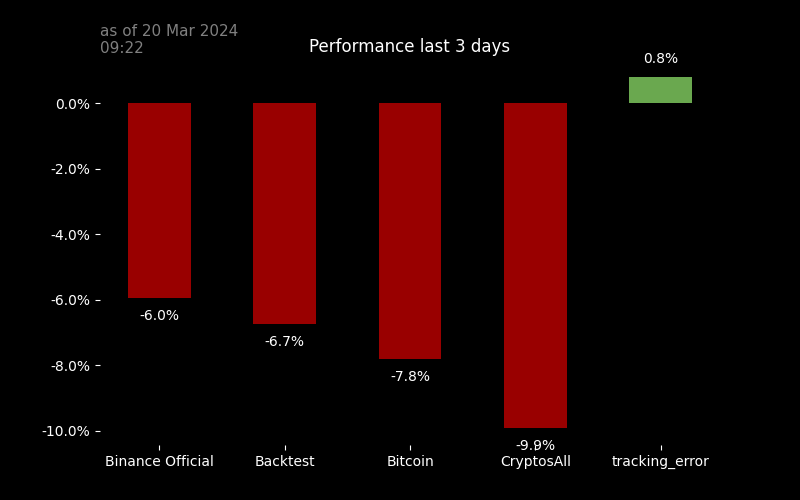 as of 20 Mar 2024
09:22
Performance last 3 days
0.8%
0.0%
-2.0%
-4.0%
-6.0%
-8.0%
-10.0%
-6.0%
-6.7%
-7.8%
-9.9%
Binance Official
Backtest
Bitcoin
CryptosAll
tracking_error